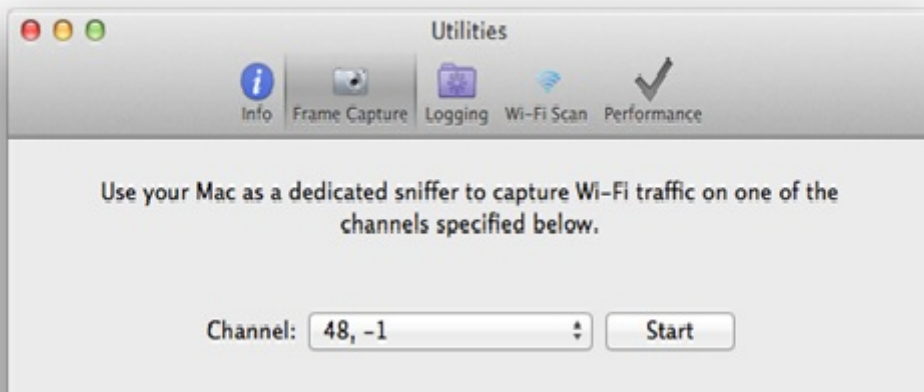 Utilities
Info Frame Capture Logging Wi-Fi Scan Performance
Use your Mac as a dedicated sniffer to capture Wi-Fi traffic on one of the
channels specified below.
Channel: 48, -1 Start